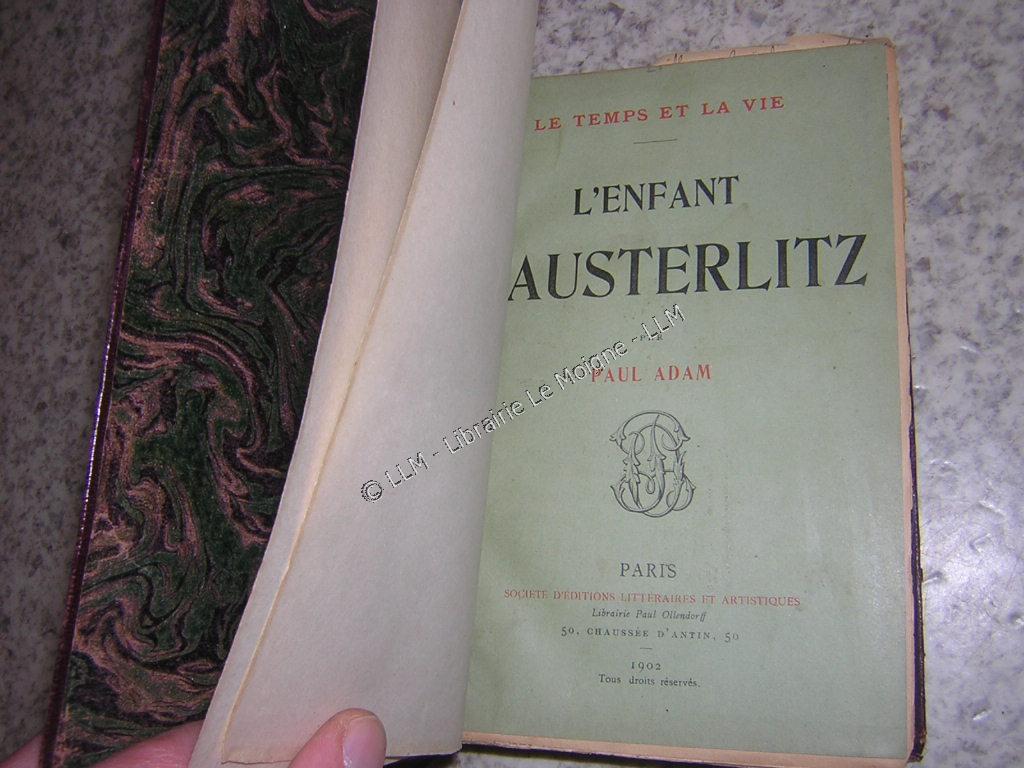 LE TEMPS ET LA VIE
L'ENFANT
AUSTERLITZ
PAR
PAUL ADAM
© LLM - Librairie Le Moigne - LLM
PARIS
SOCIÉTÉ D'ÉDITIONS LITTÉRAIRES ET ARTISTIQUES
Librairie Paul Ollendorff
50, CHAUSSÉE D'ANTIN, 50
1902
Tous droits réservés.